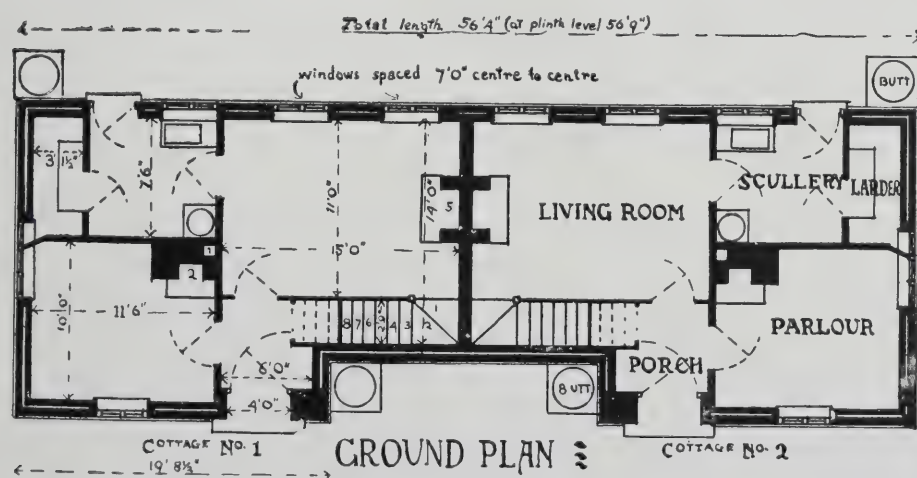 Total length 56'4" (at plinth level 56'9")
windows spaced 7'0" centre to centre
BUTT
3' 1½"
7'6"
11'0"
14'0"
5
SCULLERY
LARDER
LIVING ROOM
1
2
15'0"
10'0"
11'6"
8 7 6 4 3 12
2'0"
PARLOUR
PORCH
6'0"
4'0"
BUTT
COTTAGE No. 1
GROUND PLAN
COTTAGE No. 2
19' 8½"